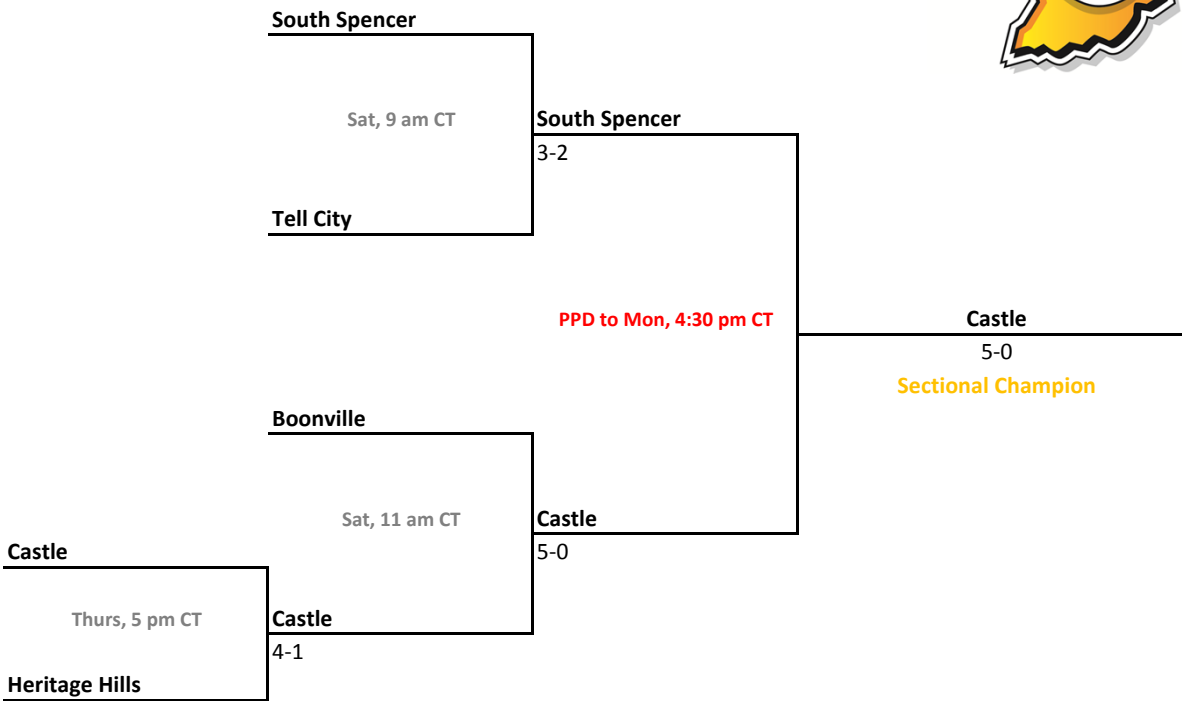 South Spencer
Sat, 9 am CT
South Spencer
3-2
Tell City
PPD to Mon, 4:30 pm CT
Castle
5-0
Sectional Champion
Boonville
Sat, 11 am CT
Castle
5-0
Castle
Thurs, 5 pm CT
Castle
4-1
Heritage Hills